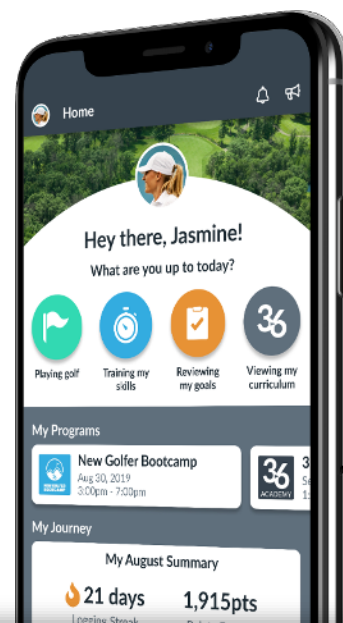 Home
Hey there, Jasmine!
What are you up to today?
36
Playing golf
Training my
skills
Reviewing
my goals
Viewing my
curriculum
My Programs
New Golfer Bootcamp
Aug 30, 2019
3:00pm - 7:00pm
36
ACADEMY
My Journey
My August Summary
21 days
1,915pts
Logging Streak